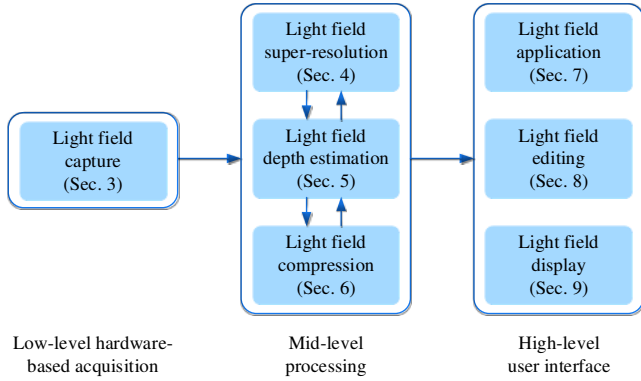 Light field
capture
(Sec. 3)
Light field
super-resolution
(Sec. 4)
Light field
depth estimation
(Sec. 5)
Light field
compression
(Sec. 6)
Light field
application
(Sec. 7)
Light field
editing
(Sec. 8)
Light field
display
(Sec. 9)
Low-level hardware-
based acquisition
Mid-level
processing
High-level
user interface